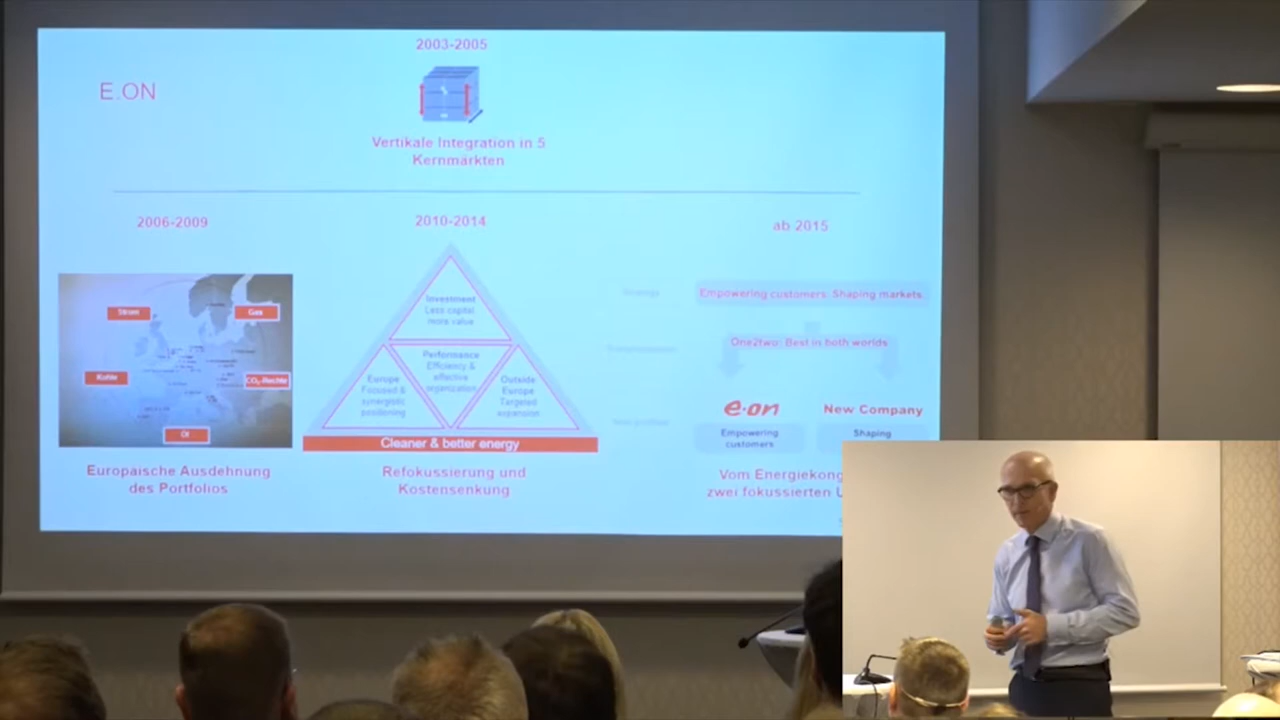 2003-2005
E.ON
Vertikale Integration in 5
Kernmärkten
2006-2009
2010-2014
ab 2015
Strom
Gas
Kohle
CO₂-Rechte
Öl
Investment
Less capital
more value
Performance
Efficiency &
effective
organization
Europe
Focused &
synergistic
positioning
Outside
Europe
Targeted
expansion
Cleaner & better energy
Strategy
Empowering customers. Shaping markets
One2two: Best in both worlds
e·on
New Company
Empowering
customers
Shaping
Europäische Ausdehnung
des Portfolios
Refokussierung und
Kostensenkung
Vom Energiekon
zwei fokussierten